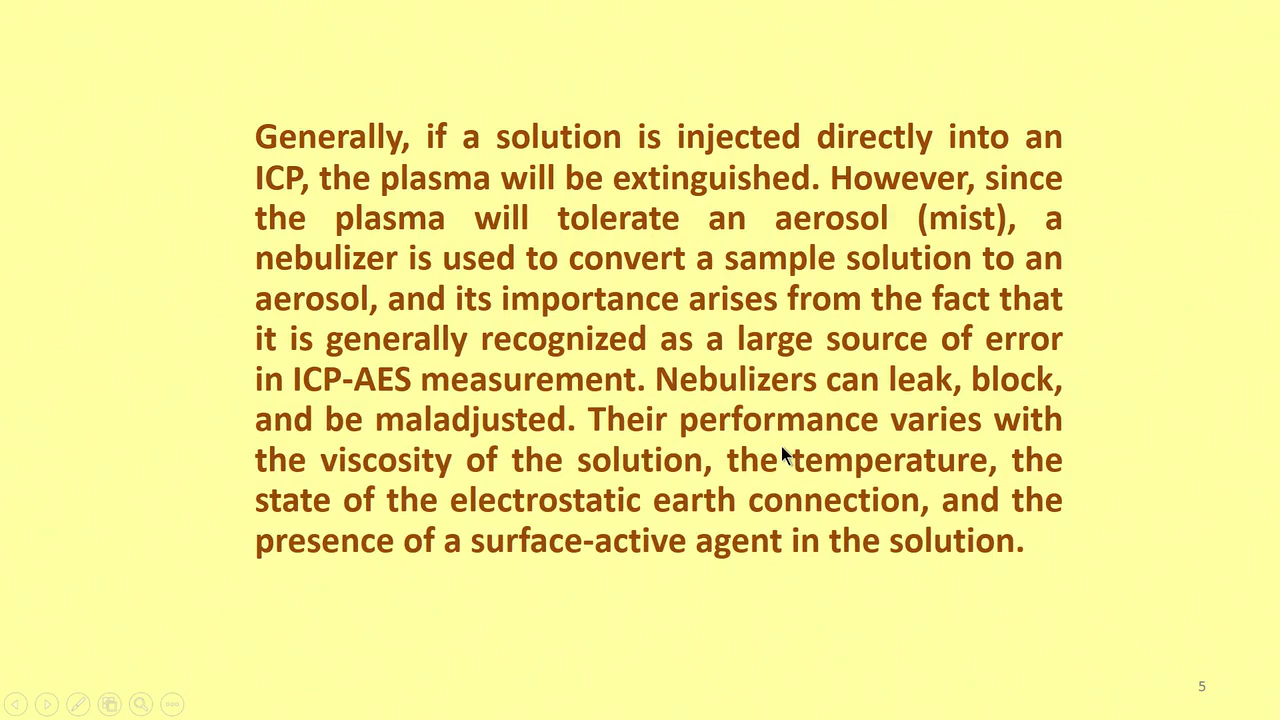 Generally, if a solution is injected directly into an
ICP, the plasma will be extinguished. However, since
the plasma will tolerate an aerosol (mist), a
nebulizer is used to convert a sample solution to an
aerosol, and its importance arises from the fact that
it is generally recognized as a large source of error
in ICP-AES measurement. Nebulizers can leak, block,
and be maladjusted. Their performance varies with
the viscosity of the solution, the temperature, the
state of the electrostatic earth connection, and the
presence of a surface-active agent in the solution.
5